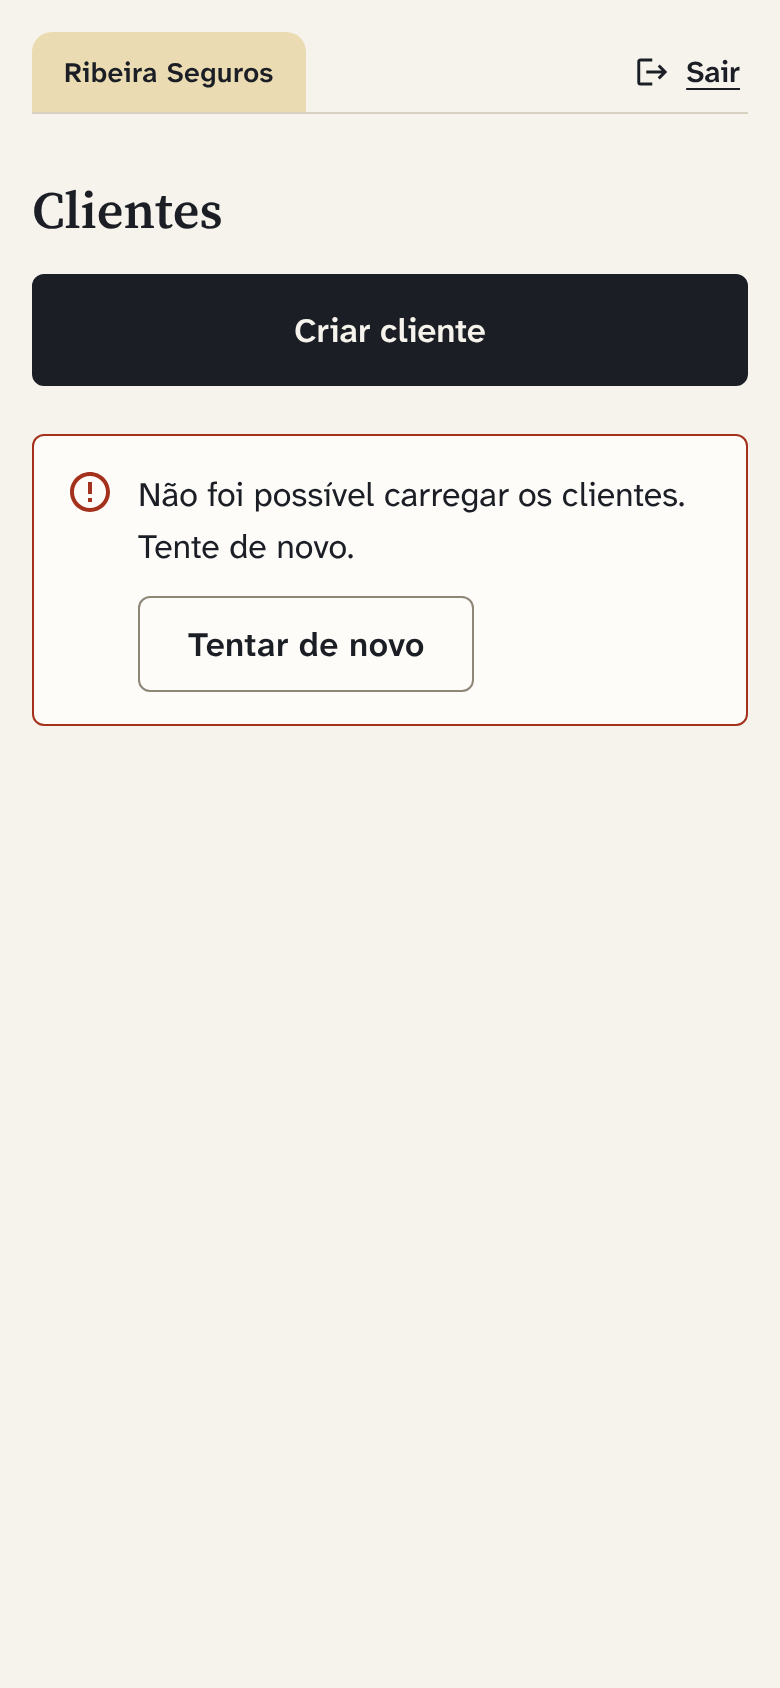 Ribeira Seguros
Sair
Clientes
Criar cliente
Não foi possível carregar os clientes.
Tente de novo.
Tentar de novo